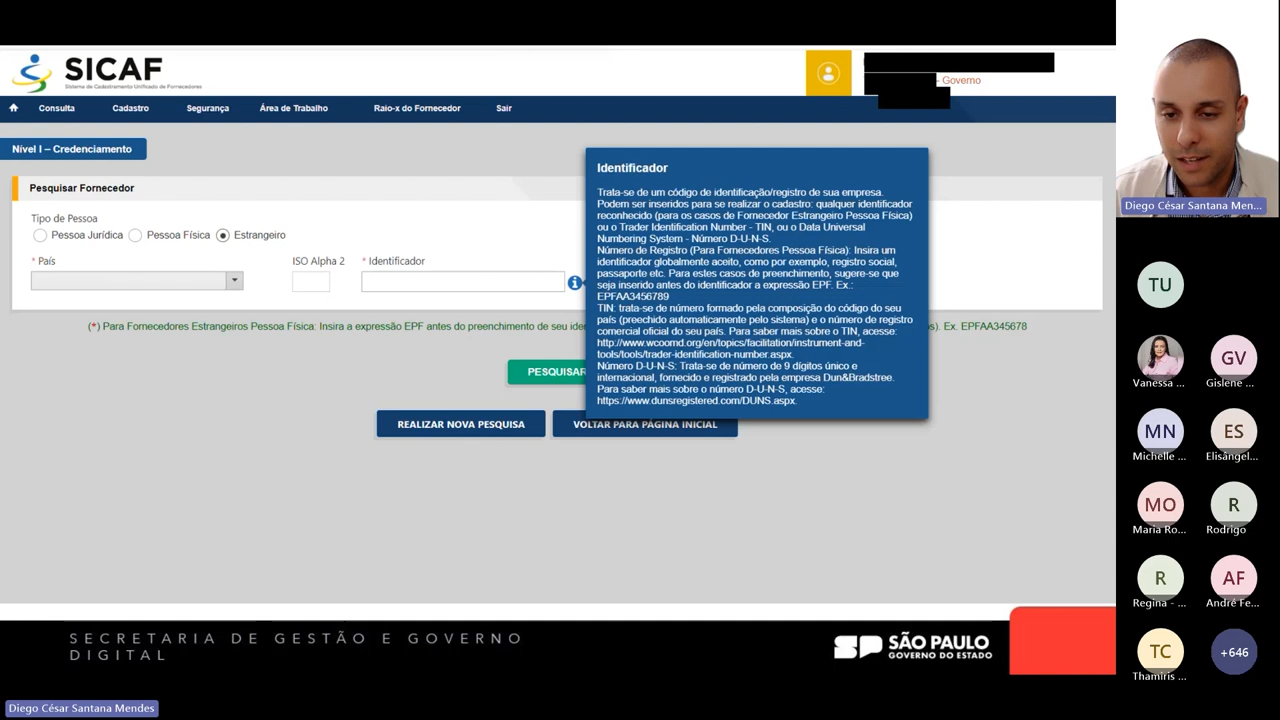 SICAF
Sistema de Cadastramento Unificado de Fornecedores
- Governo
Consulta
Cadastro
Segurança
Área de Trabalho
Raio-x do Fornecedor
Sair
Nível I – Credenciamento
Pesquisar Fornecedor
Tipo de Pessoa
Pessoa Jurídica
Pessoa Física
Estrangeiro
* País
ISO Alpha 2
* Identificador
(*) Para Fornecedores Estrangeiros Pessoa Física: Insira a expressão EPF antes do preenchimento de seu
). Ex. EPFAA345678
PESQUISAR
REALIZAR NOVA PESQUISA
VOLTAR PARA PÁGINA INICIAL
Identificador
Trata-se de um código de identificação/registro de sua empresa.
Podem ser inseridos para se realizar o cadastro: qualquer identificador
reconhecido (para os casos de Fornecedor Estrangeiro Pessoa Física)
ou o Trader Identification Number - TIN, ou o Data Universal
Numbering System - Número D-U-N-S.
Número de Registro (Para Fornecedores Pessoa Física): Insira um
identificador globalmente aceito, como por exemplo, registro social,
passaporte etc. Para estes casos de preenchimento, sugere-se que
seja inserido antes do identificador a expressão EPF. Ex.:
EPFAA3456789
TIN: trata-se de número formado pela composição do código do seu
país (preechido automaticamente pelo sistema) e o número de registro
comercial oficial do seu país. Para saber mais sobre o TIN, acesse:
http://www.wcoomd.org/en/topics/facilitation/instrument-and-
tools/tools/trader-identification-number.aspx.
Número D-U-N-S: Trata-se de número de 9 dígitos único e
internacional, fornecido e registrado pela empresa Dun&Bradstree.
Para saber mais sobre o número D-U-N-S, acesse:
https://www.dunsregistered.com/DUNS.aspx.
SECRETARIA DE GESTÃO E GOVERNO
DIGITAL
SP SÃO PAULO
GOVERNO DO ESTADO
Diego César Santana Mendes
Diego César Santana Men...
TU
Vanessa ...
GV
Gislene ...
MN
Michelle ...
ES
Elisângel...
MO
Maria Ro...
R
Rodrigo
R
Regina - ...
AF
André Fe...
TC
Thamiris ...
+646